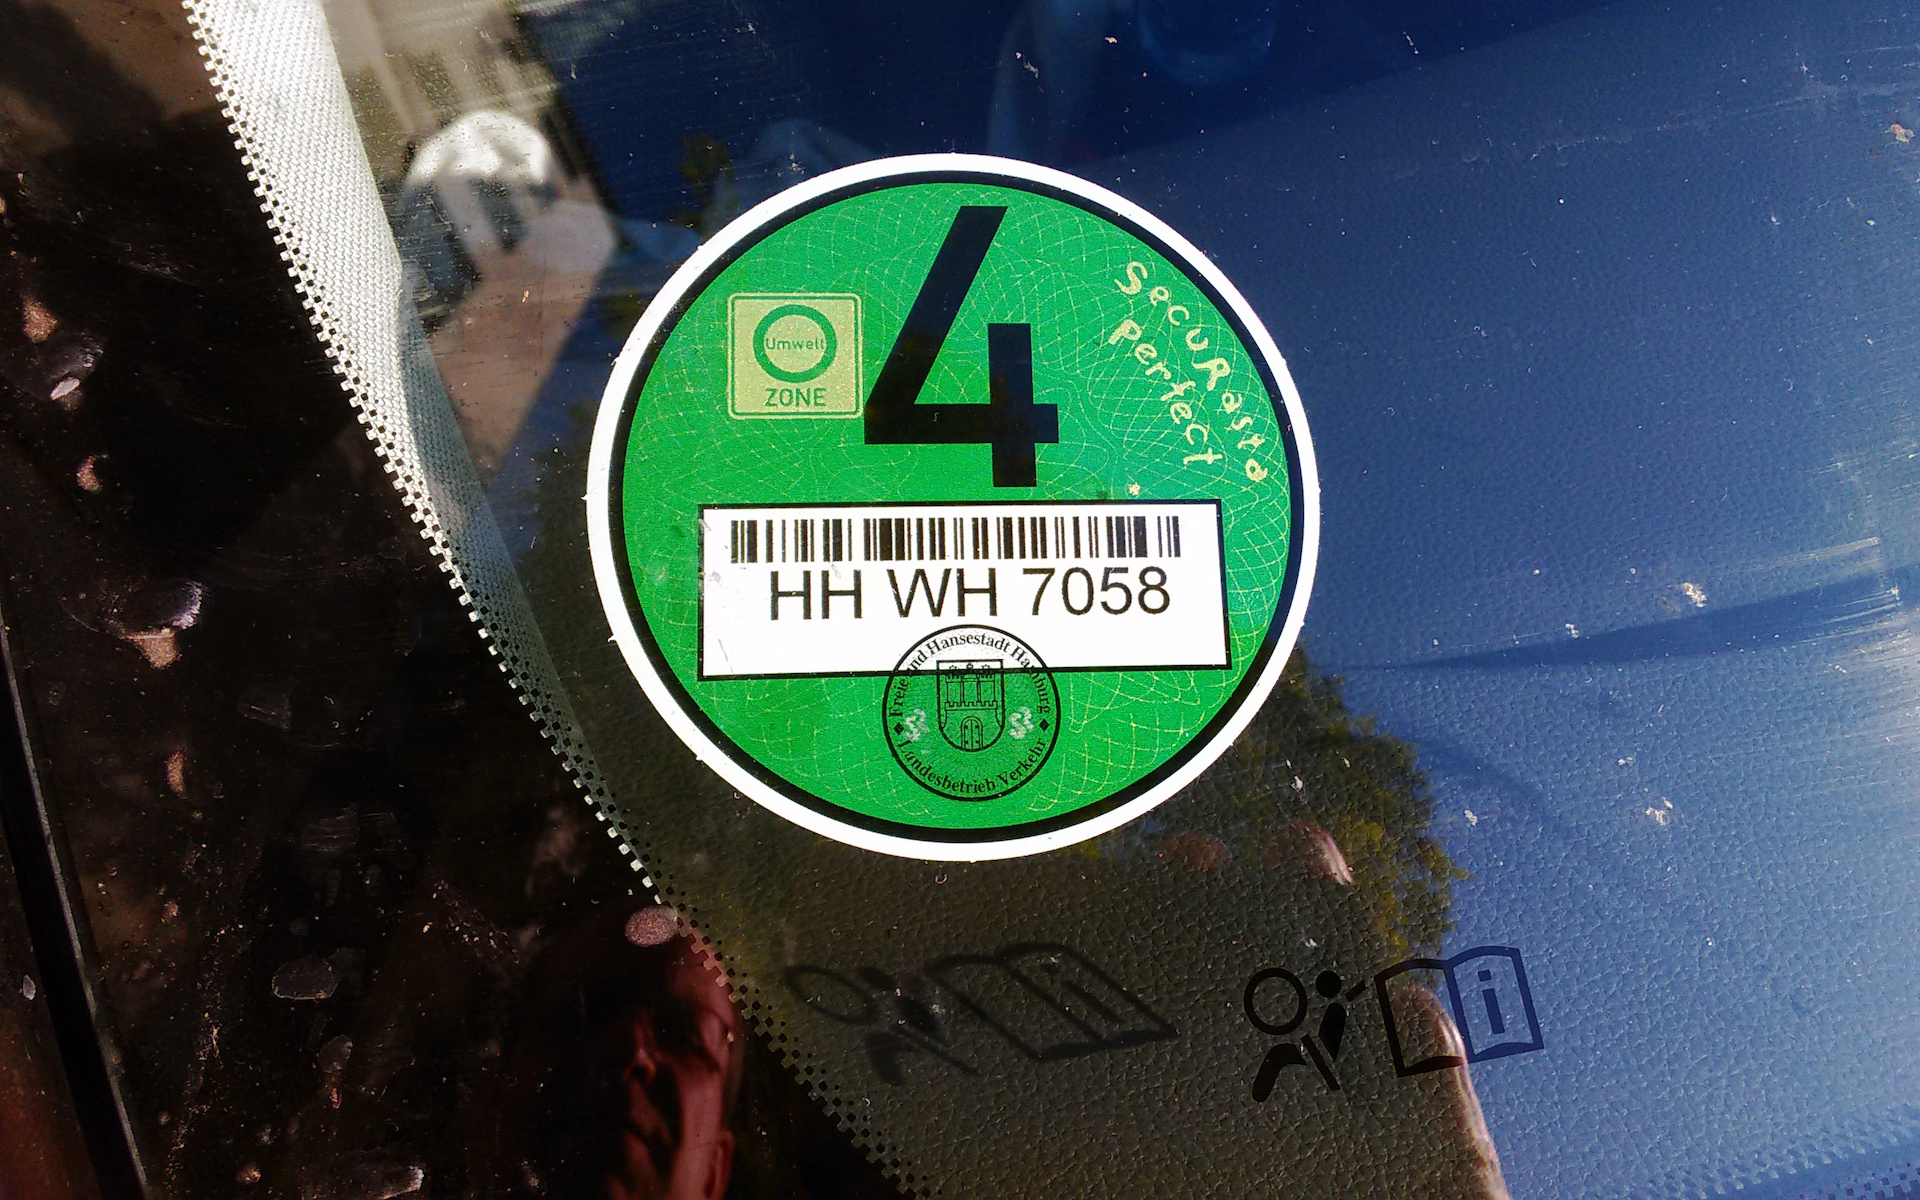 4
SecuRasta
Perfect
Umwelt
ZONE
HH WH 7058
Freie und Hansestadt Hamburg
Landesbetrieb Verkehr
i